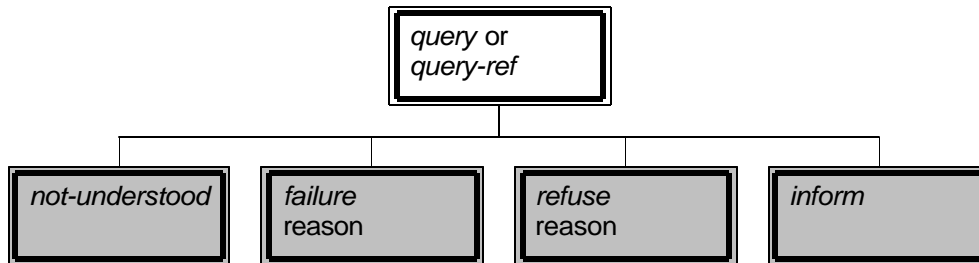 query or
query-ref
not-understood
failure
reason
refuse
reason
inform